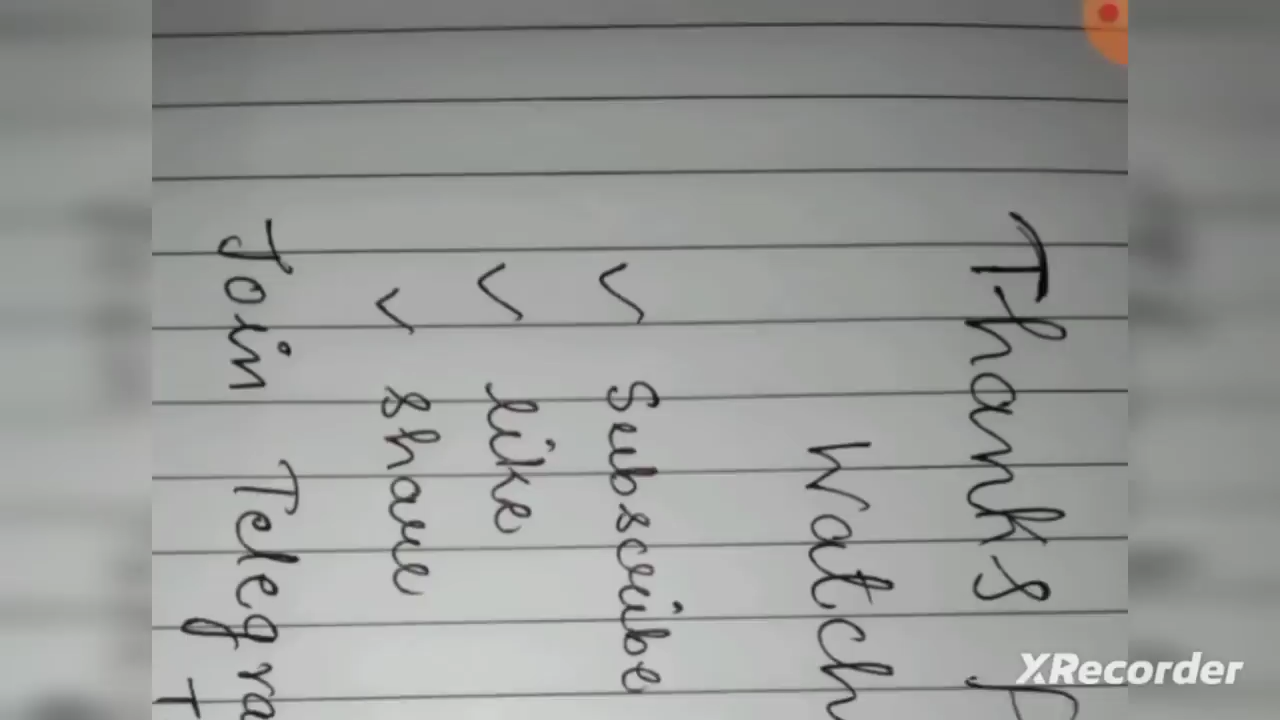 Thanks f
Watch
✓ Subscribe
✓ like
✓ Share
Join Telegra
T
XRecorder